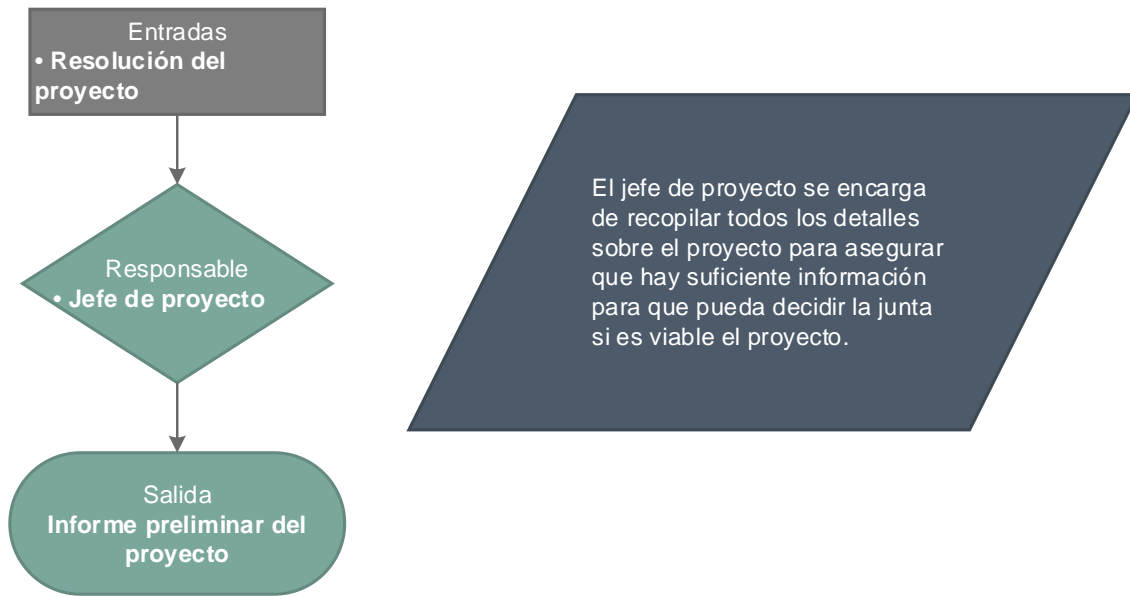 Entradas
• Resolución del
proyecto
Responsable
• Jefe de proyecto
Salida
Informe preliminar del
proyecto
El jefe de proyecto se encarga
de recopilar todos los detalles
sobre el proyecto para asegurar
que hay suficiente información
para que pueda decidir la junta
si es viable el proyecto.